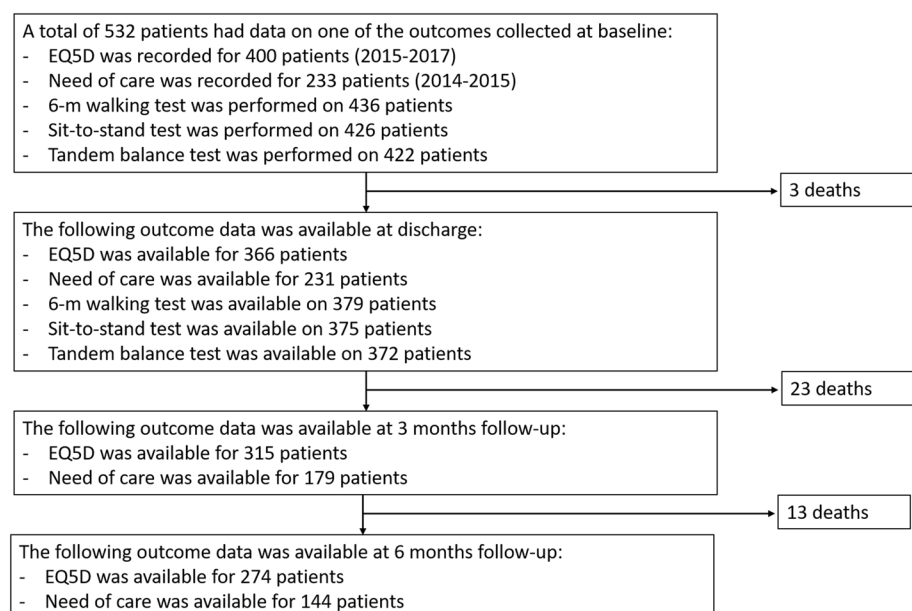 A total of 532 patients had data on one of the outcomes collected at baseline:
- EQ5D was recorded for 400 patients (2015-2017)
- Need of care was recorded for 233 patients (2014-2015)
- 6-m walking test was performed on 436 patients
- Sit-to-stand test was performed on 426 patients
- Tandem balance test was performed on 422 patients
3 deaths
The following outcome data was available at discharge:
- EQ5D was available for 366 patients
- Need of care was available for 231 patients
- 6-m walking test was available on 379 patients
- Sit-to-stand test was available on 375 patients
- Tandem balance test was available on 372 patients
23 deaths
The following outcome data was available at 3 months follow-up:
- EQ5D was available for 315 patients
- Need of care was available for 179 patients
13 deaths
The following outcome data was available at 6 months follow-up:
- EQ5D was available for 274 patients
- Need of care was available for 144 patients